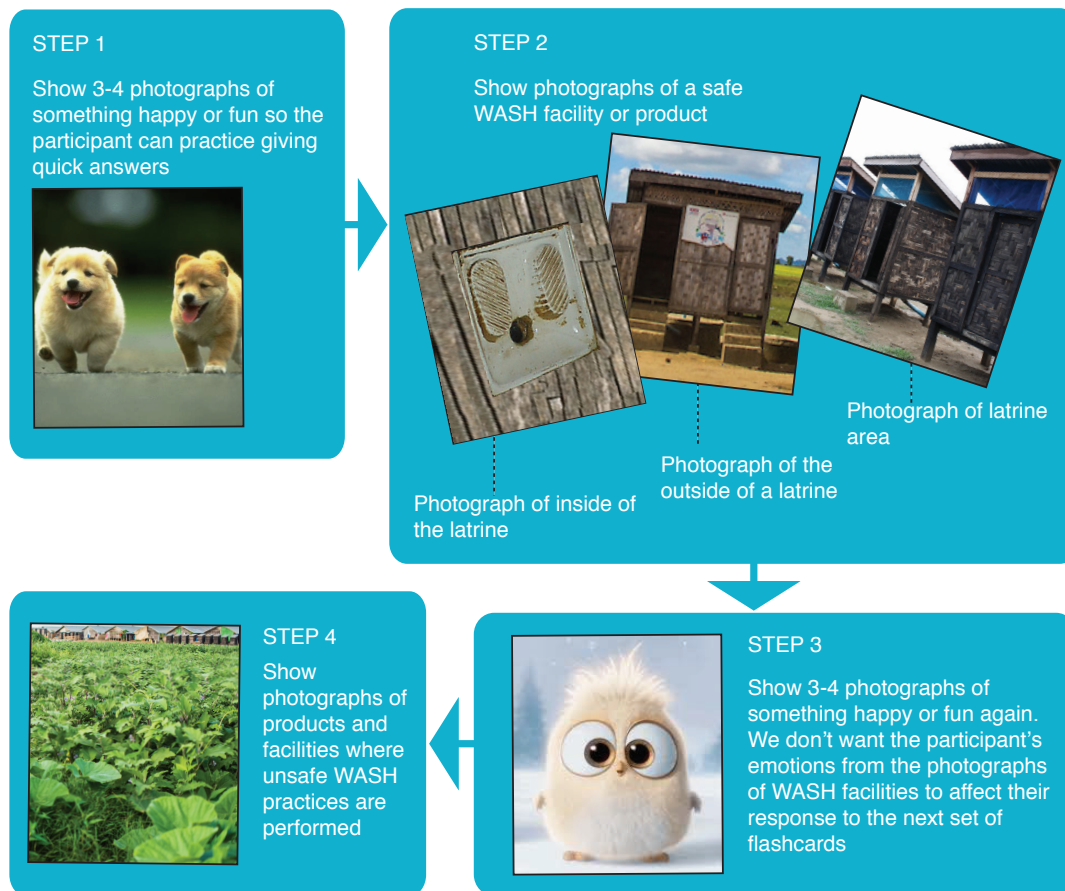 STEP 1
Show 3-4 photographs of
something happy or fun so the
participant can practice giving
quick answers
STEP 2
Show photographs of a safe
WASH facility or product
Photograph of inside of
the latrine
Photograph of the
outside of a latrine
Photograph of latrine
area
STEP 3
Show 3-4 photographs of
something happy or fun again.
We don't want the participant's
emotions from the photographs
of WASH facilities to affect their
response to the next set of
flashcards
STEP 4
Show
photographs of
products and
facilities where
unsafe WASH
practices are
performed